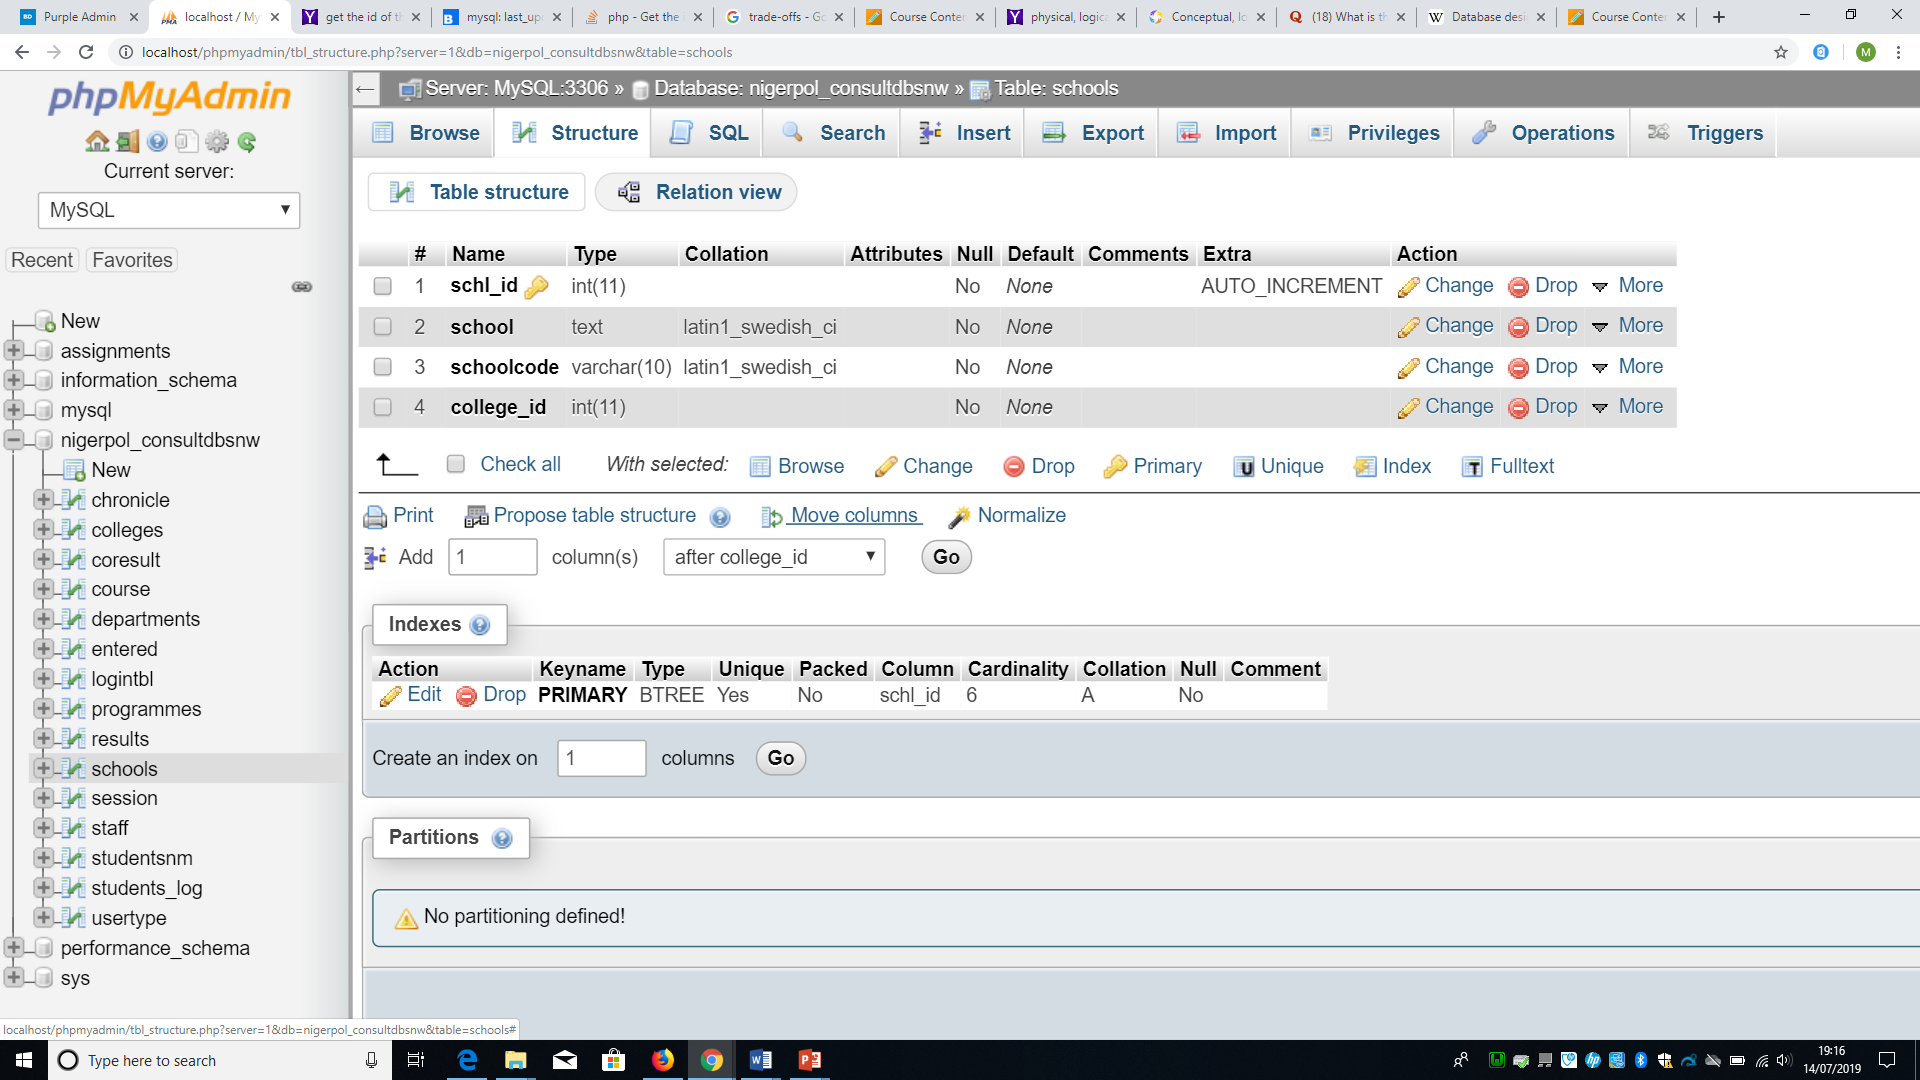 Purple Admin
localhost / My
get the id of th
mysql: last_up
php - Get the
trade-offs - Go
Course Conten
physical, logica
Conceptual, lo
(18) What is th
Database desi
Course Conten
localhost/phpmyadmin/tbl_structure.php?server=1&db=nigerpol_consultdbsnw&table=schools
M
phpMyAdmin
Current server:
MySQL
Recent Favorites
New
assignments
information_schema
mysql
nigerpol_consultdbsnw
New
chronicle
colleges
coresult
course
departments
entered
logintbl
programmes
results
schools
session
staff
studentsnm
students_log
usertype
performance_schema
sys
Server: MySQL:3306 » Database: nigerpol_consultdbsnw » Table: schools
Browse Structure SQL Search Insert Export Import Privileges Operations Triggers
Table structure Relation view
# Name Type Collation Attributes Null Default Comments Extra Action
1 schl_id int(11) No None AUTO_INCREMENT Change Drop More
2 school text latin1_swedish_ci No None Change Drop More
3 schoolcode varchar(10) latin1_swedish_ci No None Change Drop More
4 college_id int(11) No None Change Drop More
Check all With selected: Browse Change Drop Primary Unique Index Fulltext
Print Propose table structure Move columns Normalize
Add 1 column(s) after college_id Go
Indexes
Action Keyname Type Unique Packed Column Cardinality Collation Null Comment
Edit Drop PRIMARY BTREE Yes No schl_id 6 A No
Create an index on 1 columns Go
Partitions
No partitioning defined!
localhost/phpmyadmin/tbl_structure.php?server=1&db=nigerpol_consultdbsnw&table=schools#
Type here to search
19:16
14/07/2019